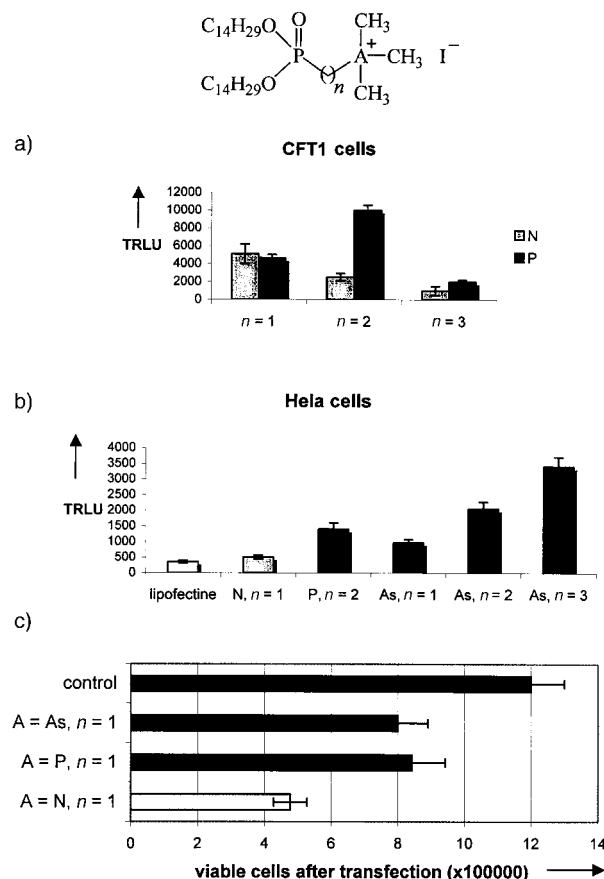 O CH₃
C₁₄H₂₉O
P A⁺ CH₃ I⁻
C₁₄H₂₉O ( )n
CH₃
a)
CFT1 cells
TRLU
12000
10000
8000
6000
4000
2000
0
N
P
n = 1 n = 2 n = 3
b)
Hela cells
TRLU
4000
3500
3000
2500
2000
1500
1000
500
0
lipofectine N, n = 1 P, n = 2 As, n = 1 As, n = 2 As, n = 3
c)
control
A = As, n = 1
A = P, n = 1
A = N, n = 1
0 2 4 6 8 10 12 14
viable cells after transfection (x100000)